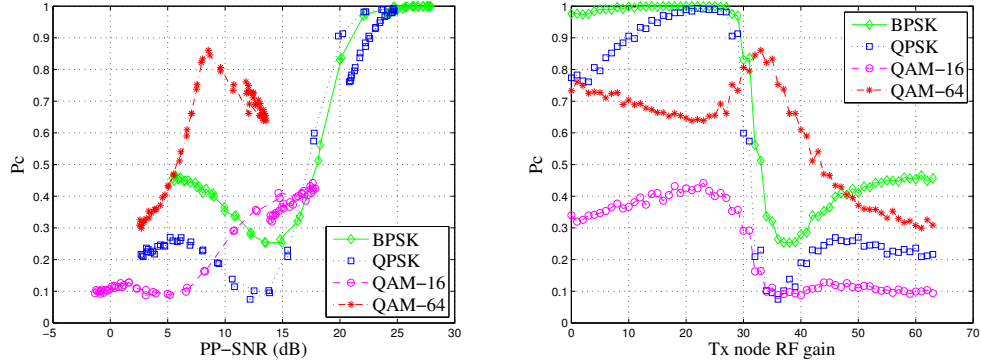 1
0.9
0.8
0.7
0.6
0.5
0.4
0.3
0.2
0.1
0
Pc
−5 0 5 10 15 20 25 30
PP−SNR (dB)
BPSK
QPSK
QAM−16
QAM−64
1
0.9
0.8
0.7
0.6
0.5
0.4
0.3
0.2
0.1
0
Pc
0 10 20 30 40 50 60 70
Tx node RF gain
BPSK
QPSK
QAM−16
QAM−64